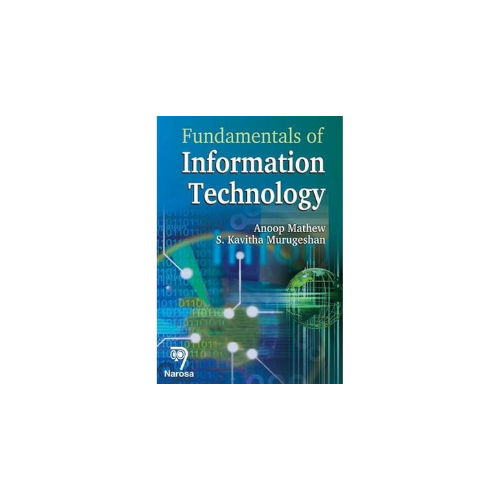 Fundamentals of
Information
Technology
Anoop Mathew
S. Kavitha Murugeshan
Narosa